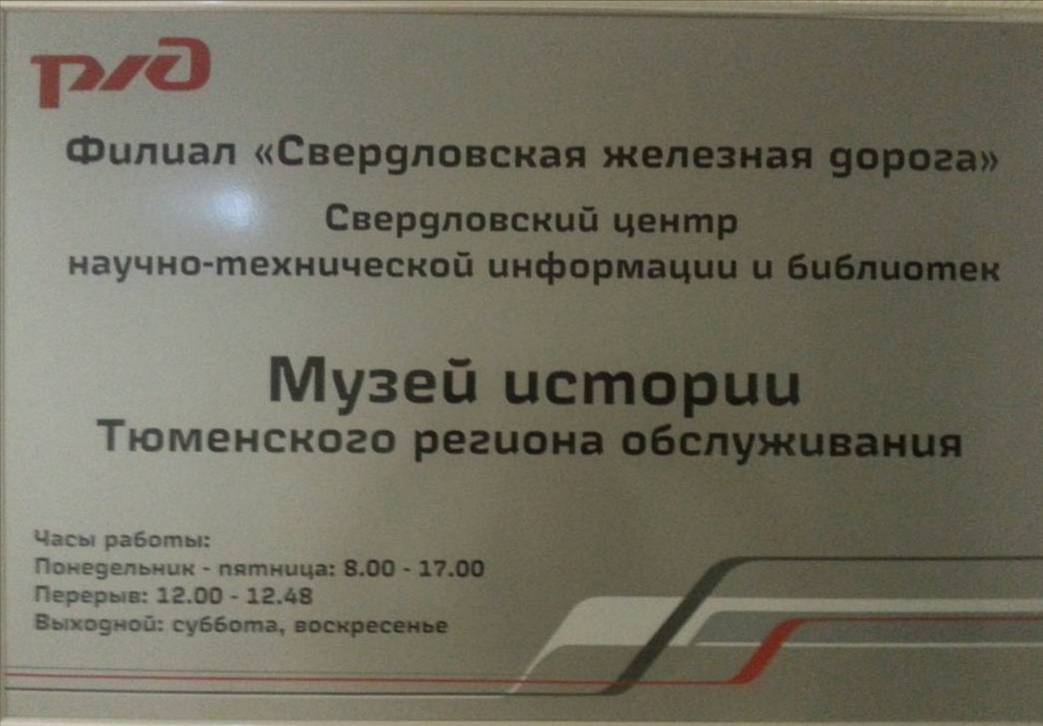 РЖД
Филиал «Свердловская железная дорога»
Свердловский центр
научно-технической информации и библиотек
Музей истории
Тюменского региона обслуживания
Часы работы:
Понедельник - пятница: 8.00 - 17.00
Перерыв: 12.00 - 12.48
Выходной: суббота, воскресенье